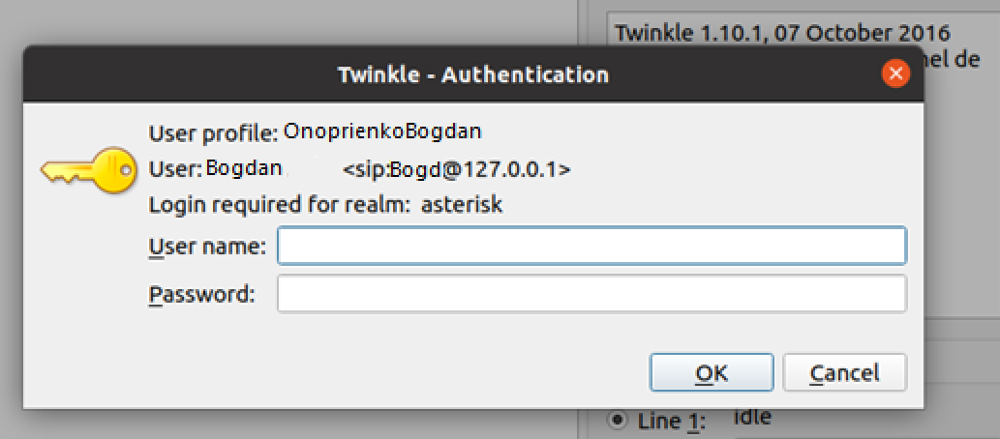 Twinkle 1.10.1, 07 October 2016
nel de
Twinkle - Authentication
User profile: OnoprienkoBogdan
User: Bogdan <sip:Bogd@127.0.0.1>
Login required for realm: asterisk
User name:
Password:
OK Cancel
Line 1: idle